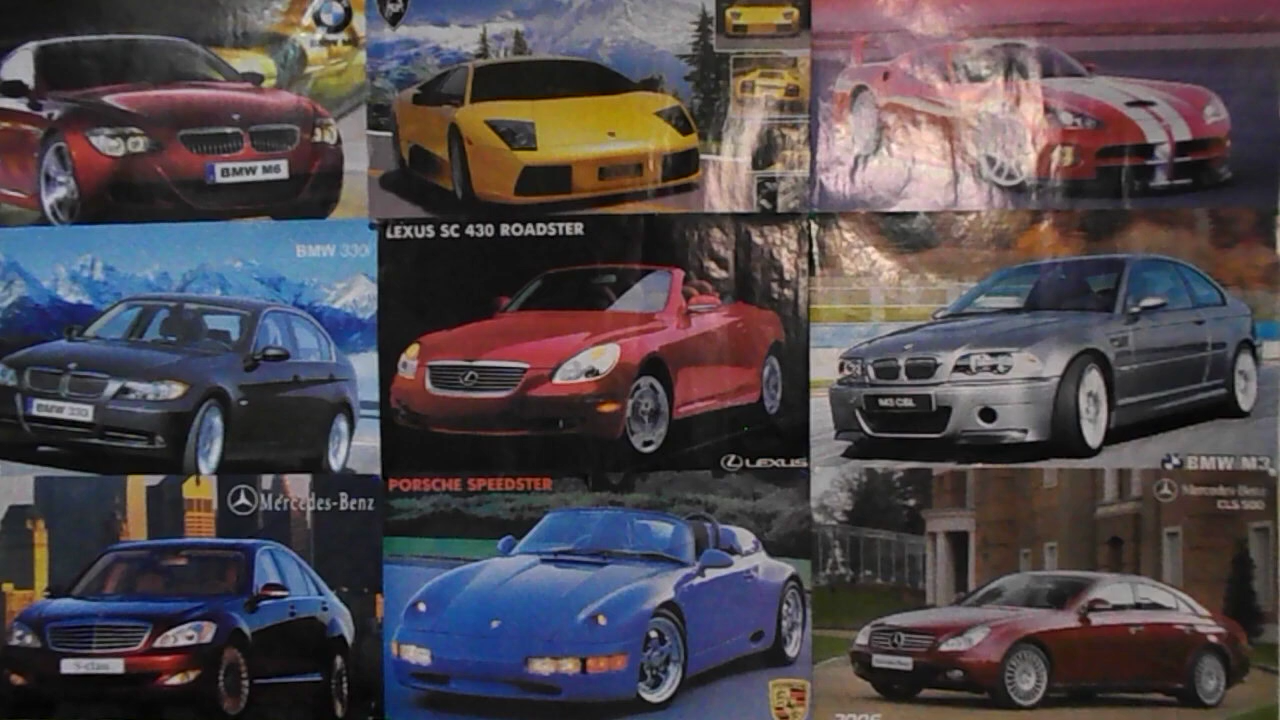 BMW M6
BMW 330i
BMW 330
LEXUS SC 430 ROADSTER
LEXUS
M3 CSL
BMW M3
Mercedes-Benz
S-class
PORSCHE SPEEDSTER
Mercedes-Benz
CLS 500
2006